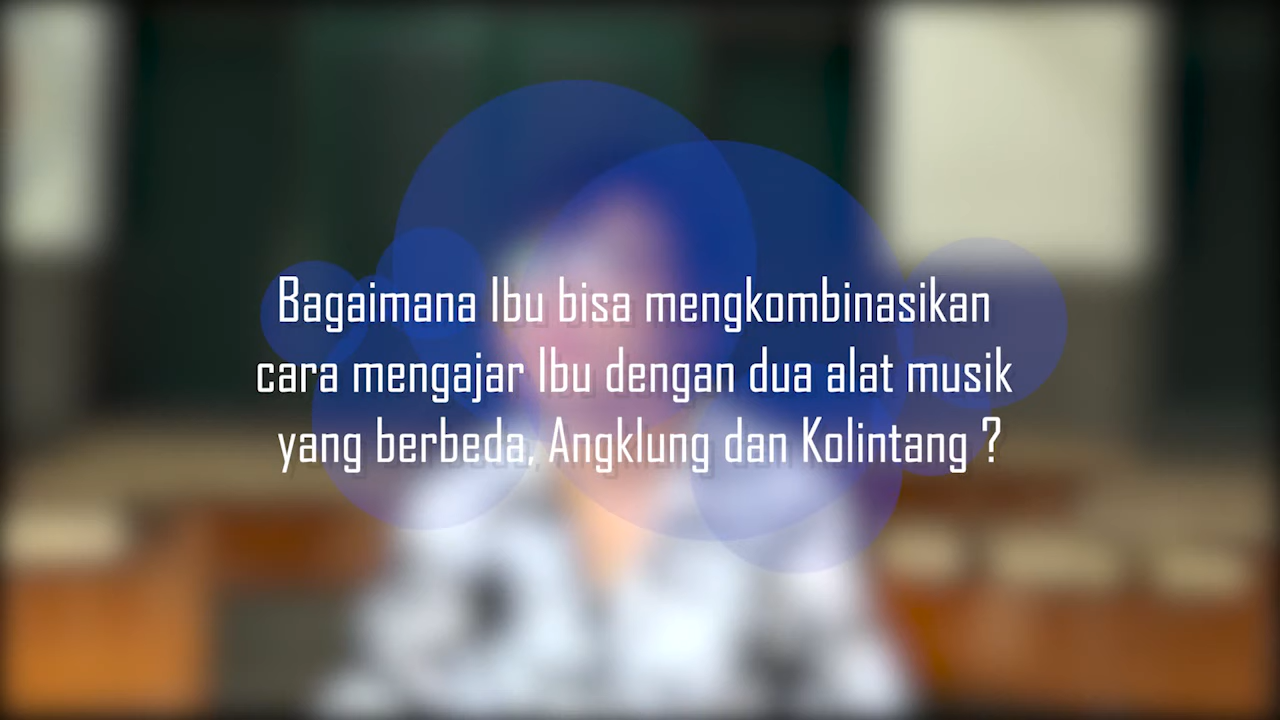 Bagaimana Ibu bisa mengkombinasikan
cara mengajar Ibu dengan dua alat musik
yang berbeda, Angklung dan Kolintang ?